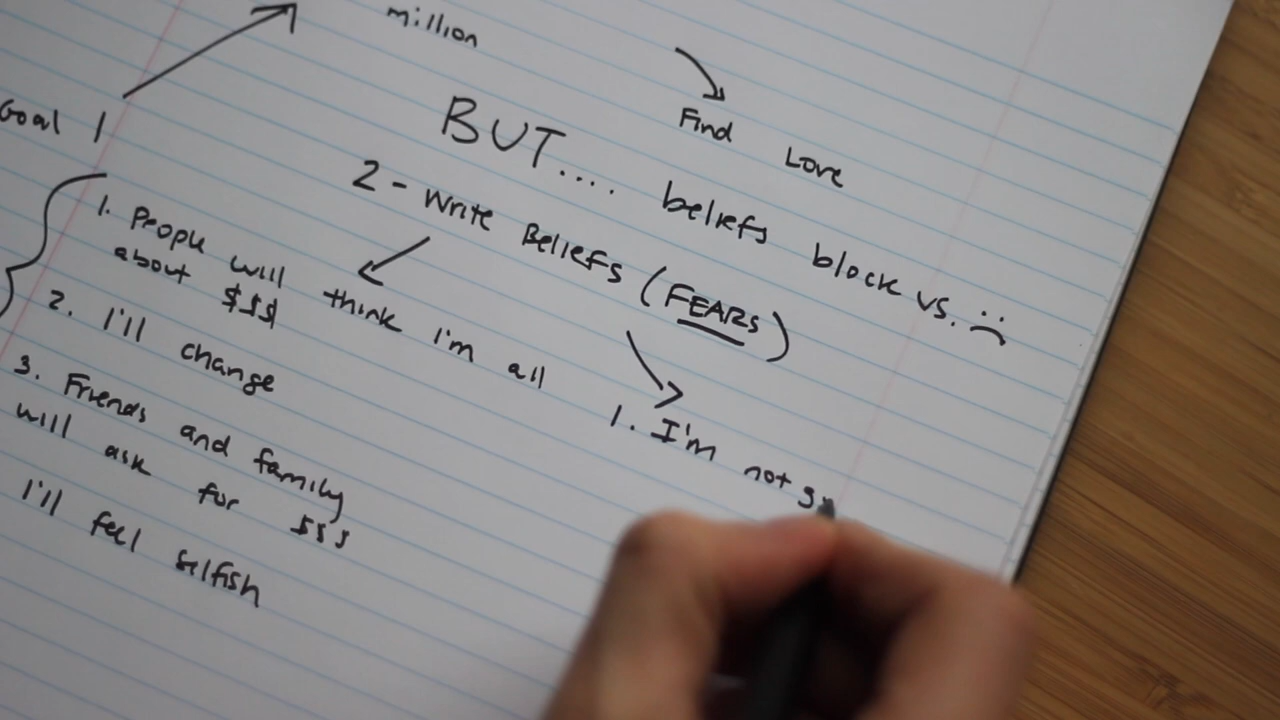 million
Find Love
Goal 1
BUT.... beliefs block vs. :(
2 - Write Beliefs (FEARS)
1. People will think I'm all
about $$$
2. I'll change
3. Friends and family
will ask for $$$
I'll feel selfish
1. I'm not